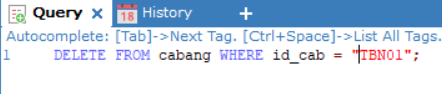 Query History
Autocomplete: [Tab]->Next Tag. [Ctrl+Space]->List All Tags.
1 DELETE FROM cabang WHERE id_cab = "TBN01";